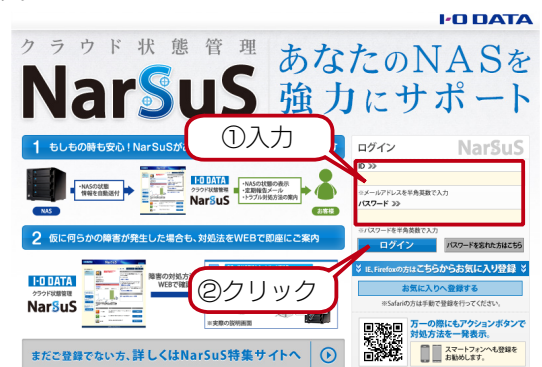 I-O DATA
クラウド状態管理
NarSuS
あなたのNASを
強力にサポート
1 もしもの時も安心！NarSuSが
①入力
NAS
・NASの状態
情報を自動送付
I-O DATA
クラウド状態管理
NarSuS
・NASの状態の表示
・定期報告メール
・トラブル対処方法の案内
お客様
2 仮に何らかの障害が発生した場合も、対処法をWEBで即座にご案内
I-O DATA
クラウド状態管理
NarSuS
障害の対処方
WEBで確
②クリック
※実際の説明画面
まだご登録でない方、詳しくはNarSuS特集サイトへ
ログイン
NarSuS
ID >>
※メールアドレスを半角英数で入力
パスワード >>
※パスワードを半角英数で入力
ログイン
パスワードを忘れた方はこちら
IE、Firefoxの方はこちらからお気に入り登録
お気に入りへ登録する
※Safariの方は手動で登録を行ってください。
万一の際にもアクションボタンで
対処方法を一発表示。
スマートフォンへも登録を
お勧めします。